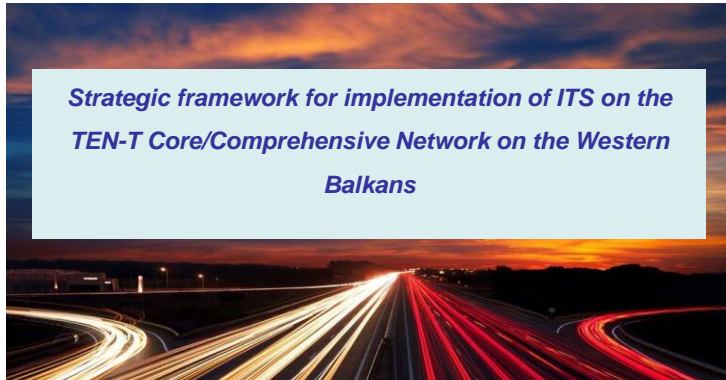 Strategic framework for implementation of ITS on the
TEN-T Core/Comprehensive Network on the Western
Balkans